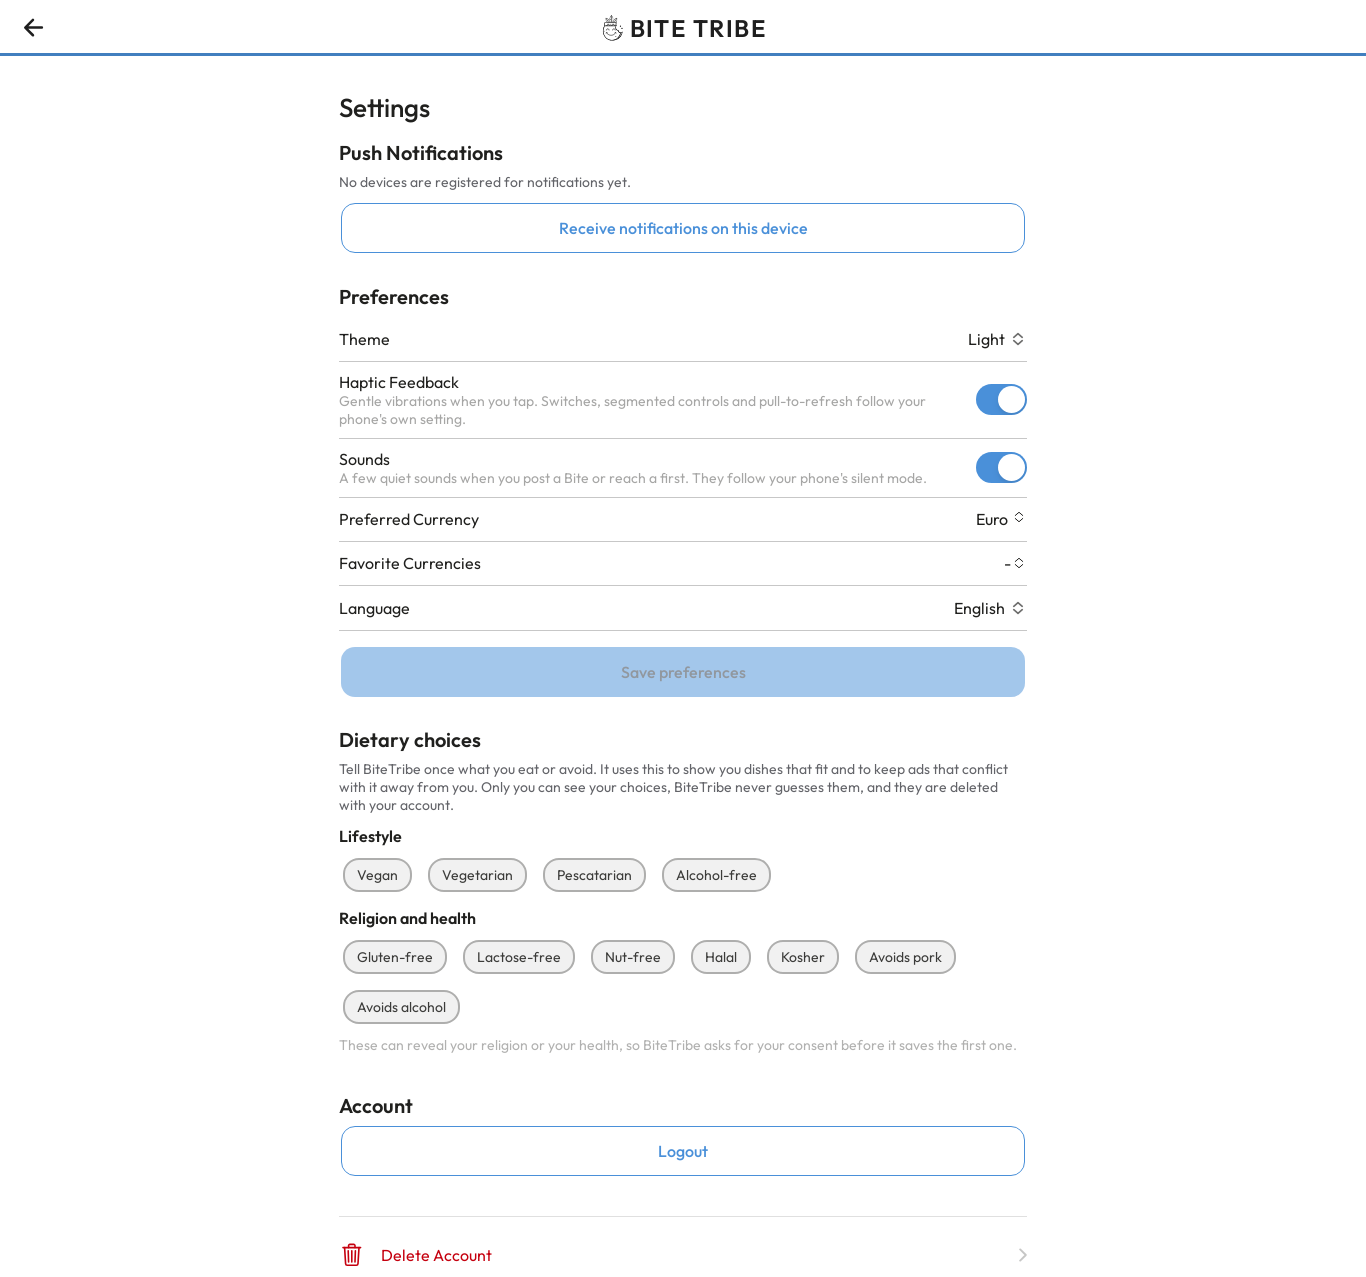 BITE TRIBE
Settings
Push Notifications
No devices are registered for notifications yet.
Receive notifications on this device
Preferences
Theme
Light
Haptic Feedback
Gentle vibrations when you tap. Switches, segmented controls and pull-to-refresh follow your
phone's own setting.
Sounds
A few quiet sounds when you post a Bite or reach a first. They follow your phone's silent mode.
Preferred Currency
Euro
Favorite Currencies
-
Language
English
Save preferences
Dietary choices
Tell BiteTribe once what you eat or avoid. It uses this to show you dishes that fit and to keep ads that conflict
with it away from you. Only you can see your choices, BiteTribe never guesses them, and they are deleted
with your account.
Lifestyle
Vegan Vegetarian Pescatarian Alcohol-free
Religion and health
Gluten-free Lactose-free Nut-free Halal Kosher Avoids pork
Avoids alcohol
These can reveal your religion or your health, so BiteTribe asks for your consent before it saves the first one.
Account
Logout
Delete Account